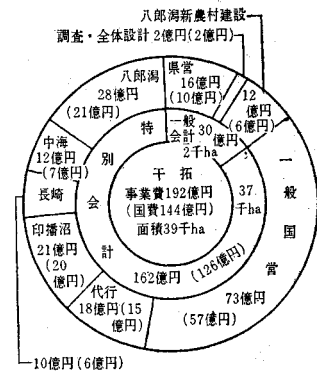 八郎潟新農村建設
調査・全体設計2億円(2億円)
県営
16億円
(10億円)
12
億円
(6億円)
八郎潟
28億円
(21億円)
中海
12億円
(7億円)
長崎
印旛沼
21億円
(20
億円)
代行
18億円(15
億円)
73億円
(57億円)
一般国営
特別会計
一般
会計
30
億円
2千ha
37
千ha
162億円(126億円)
干拓
事業費192億円
(国費144億円)
面積39千ha
10億円(6億円)